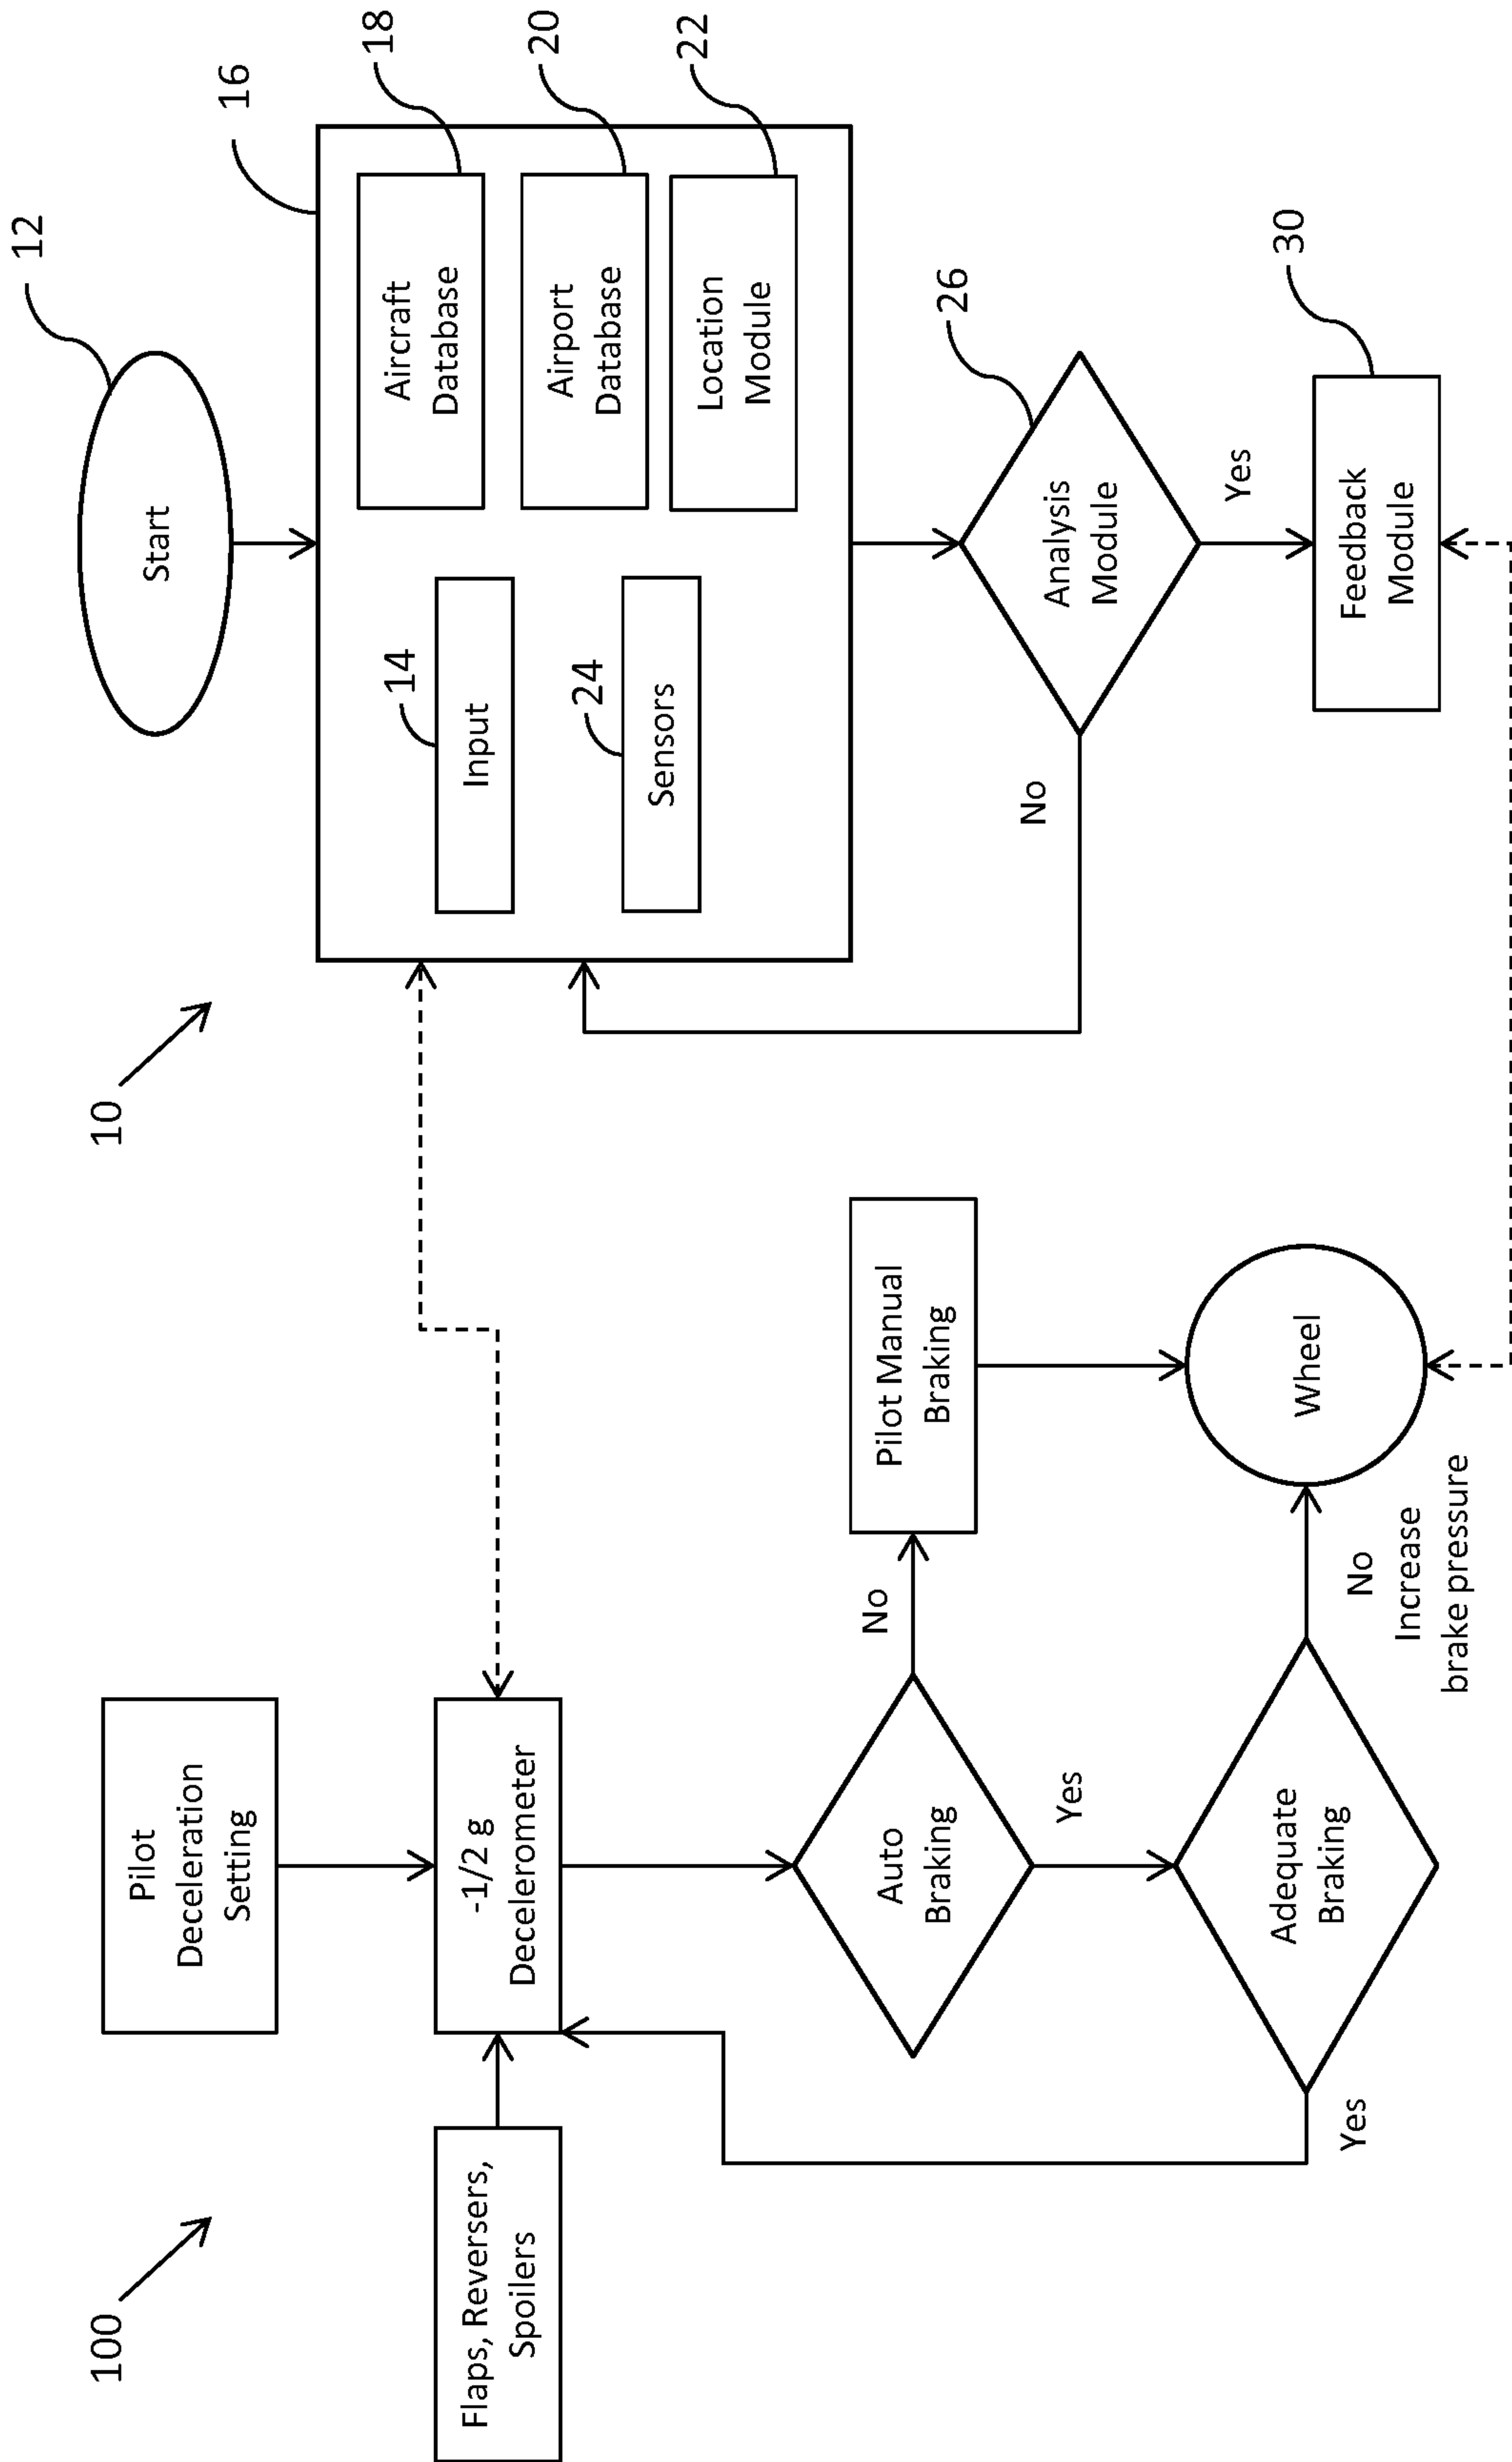 100
Pilot
Deceleration
Setting
Flaps, Reversers,
Spoilers
-1/2 g
Decelerometer
Auto
Braking
No
Pilot Manual
Braking
Yes
Adequate
Braking
Yes
No
Increase
brake pressure
Wheel
10
12
Start
16
14
Input
24
Sensors
Aircraft
Database
18
Airport
Database
20
Location
Module
22
26
Analysis
Module
No
Yes
Feedback
Module
30